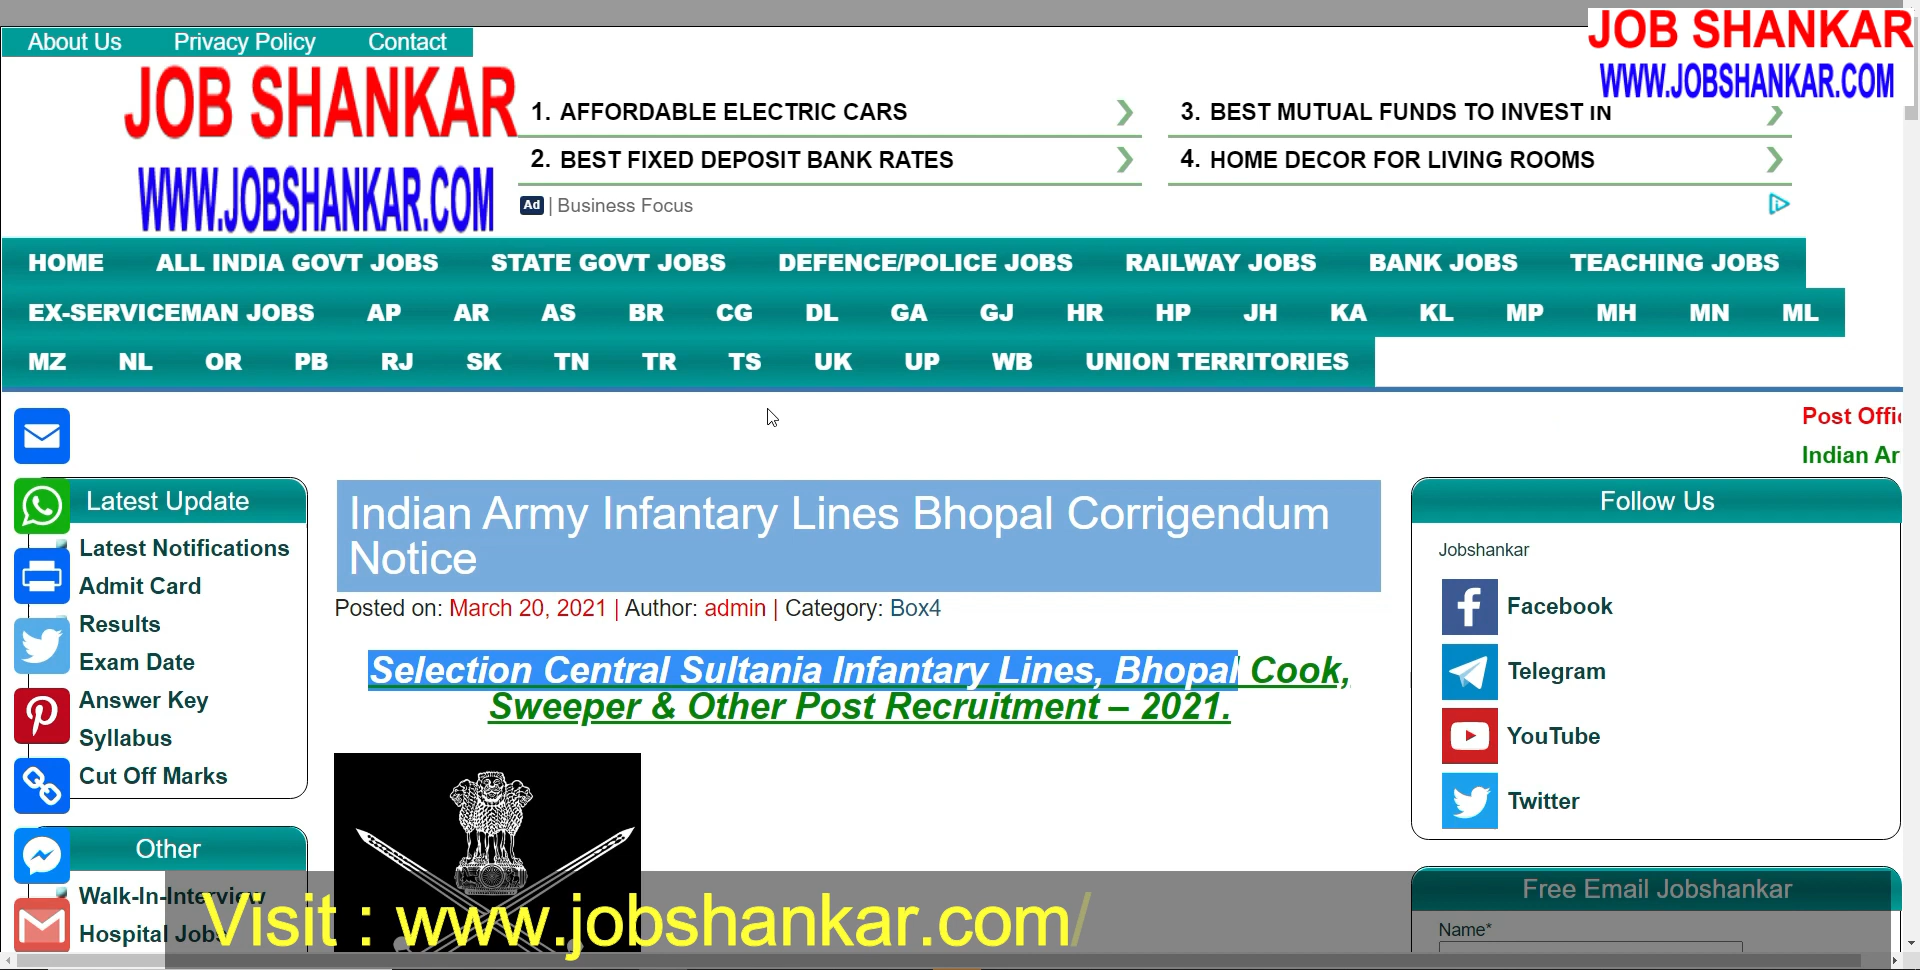 About Us Privacy Policy Contact
JOB SHANKAR
WWW.JOBSHANKAR.COM
JOB SHANKAR
WWW.JOBSHANKAR.COM
1. AFFORDABLE ELECTRIC CARS
2. BEST FIXED DEPOSIT BANK RATES
3. BEST MUTUAL FUNDS TO INVEST IN
4. HOME DECOR FOR LIVING ROOMS
Ad | Business Focus
HOME ALL INDIA GOVT JOBS STATE GOVT JOBS DEFENCE/POLICE JOBS RAILWAY JOBS BANK JOBS TEACHING JOBS
EX-SERVICEMAN JOBS AP AR AS BR CG DL GA GJ HR HP JH KA KL MP MH MN ML
MZ NL OR PB RJ SK TN TR TS UK UP WB UNION TERRITORIES
Post Offi
Indian Ar
Latest Update
Latest Notifications
Admit Card
Results
Exam Date
Answer Key
Syllabus
Cut Off Marks
Other
Walk-In-Interview
Hospital Jobs
Indian Army Infantary Lines Bhopal Corrigendum
Notice
Posted on: March 20, 2021 | Author: admin | Category: Box4
Selection Central Sultania Infantary Lines, Bhopal Cook,
Sweeper & Other Post Recruitment – 2021.
Follow Us
Jobshankar
Facebook
Telegram
YouTube
Twitter
Free Email Jobshankar
Name*
Visit : www.jobshankar.com/